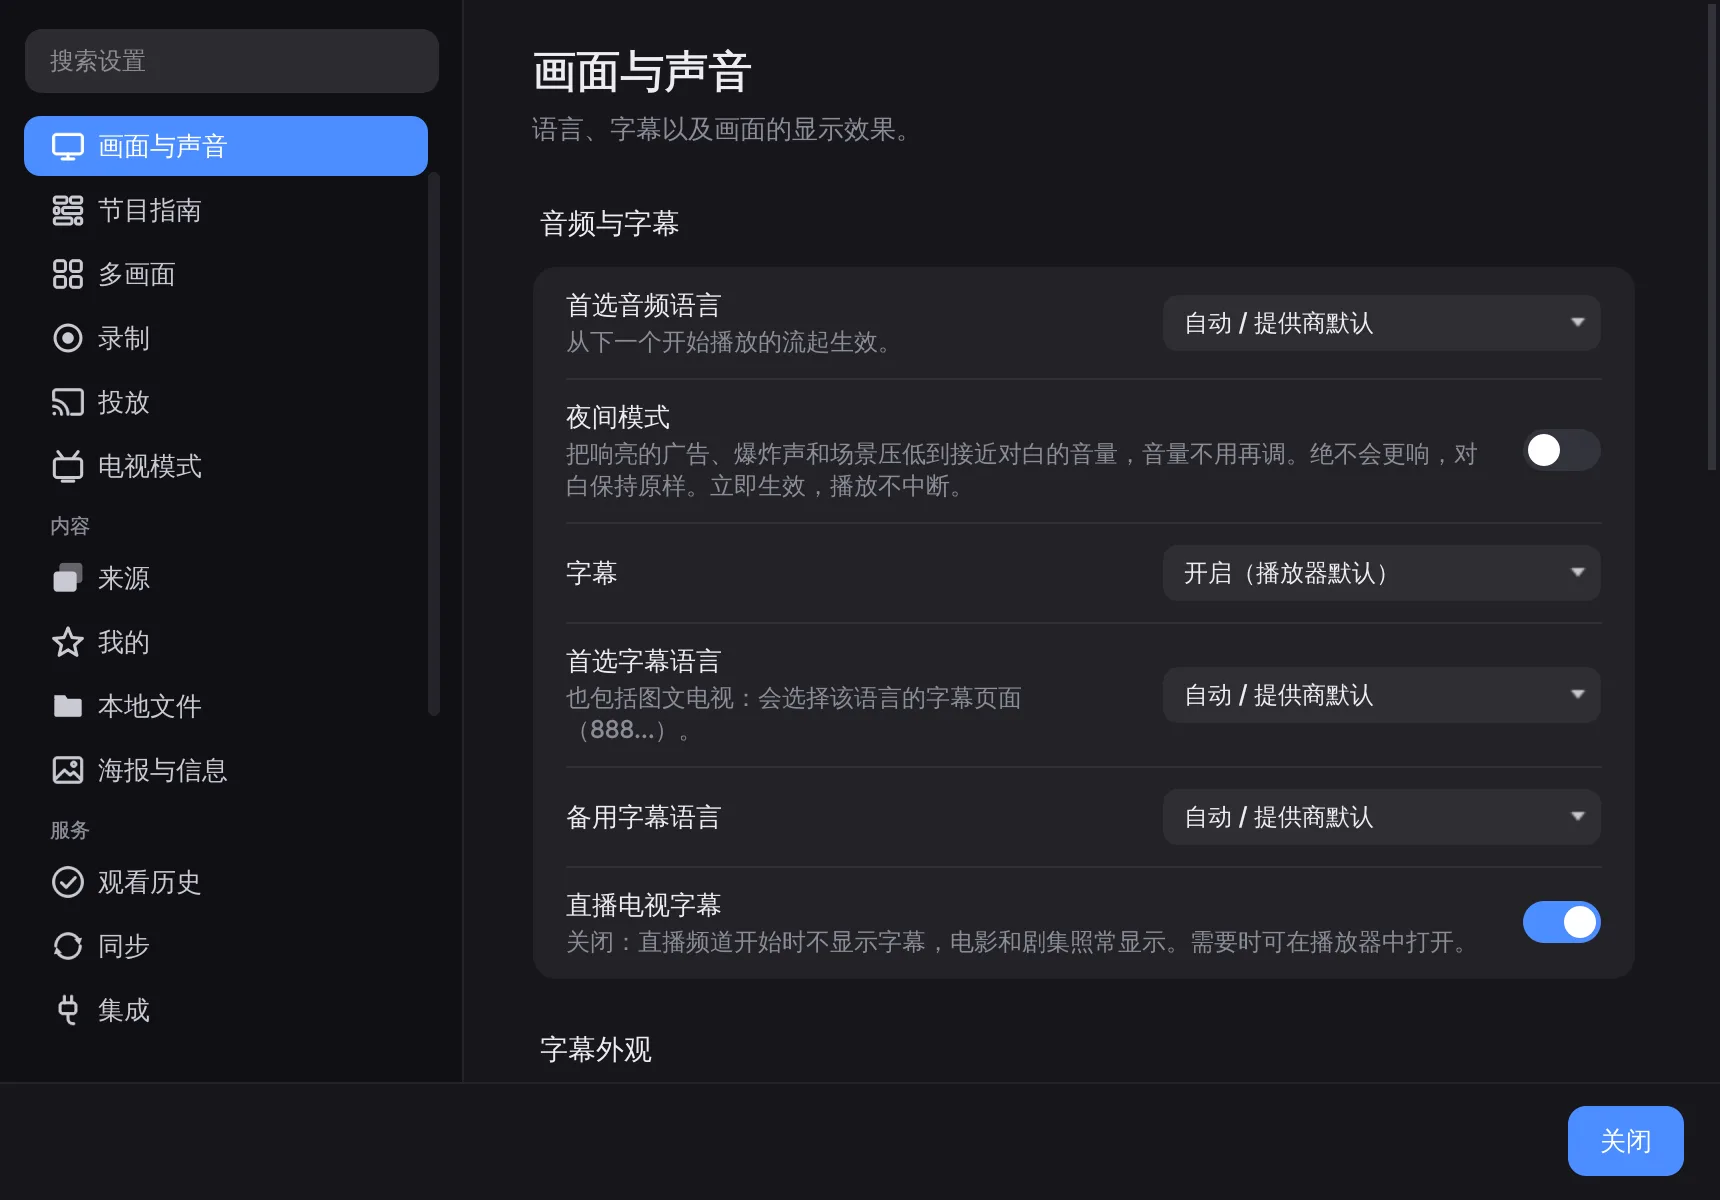 搜索设置
画面与声音
节目指南
多画面
录制
投放
电视模式
内容
来源
我的
本地文件
海报与信息
服务
观看历史
同步
集成
画面与声音
语言、字幕以及画面的显示效果。
音频与字幕
首选音频语言
从下一个开始播放的流起生效。
自动 / 提供商默认
夜间模式
把响亮的广告、爆炸声和场景压低到接近对白的音量，音量不用再调。绝不会更响，对
白保持原样。立即生效，播放不中断。
字幕
开启（播放器默认）
首选字幕语言
也包括图文电视：会选择该语言的字幕页面
（888...）。
自动 / 提供商默认
备用字幕语言
自动 / 提供商默认
直播电视字幕
关闭：直播频道开始时不显示字幕，电影和剧集照常显示。需要时可在播放器中打开。
字幕外观
关闭